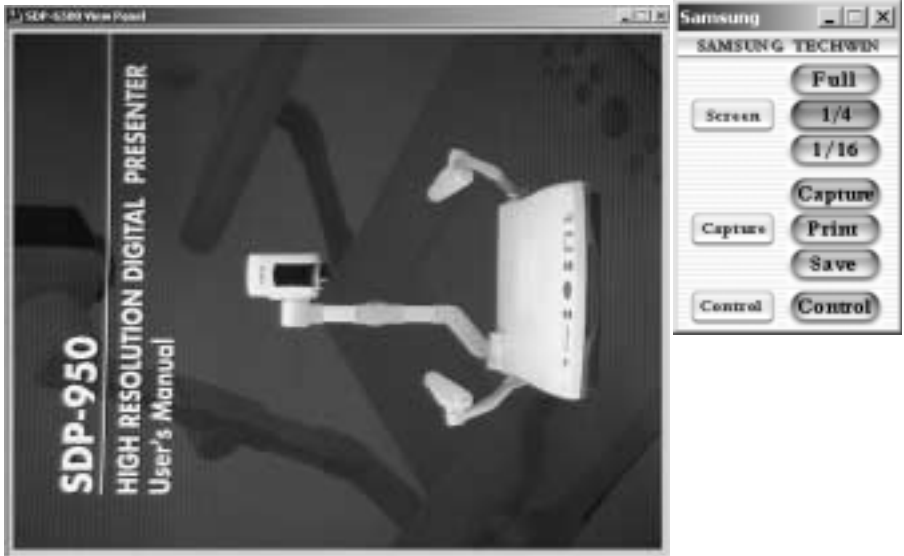 SDP-6500 View Panel
SDP-950
HIGH RESOLUTION DIGITAL PRESENTER
User's Manual
Samsung
SAMSUNG TECHWIN
Screen
Full
1/4
1/16
Capture
Capture
Print
Save
Control
Control